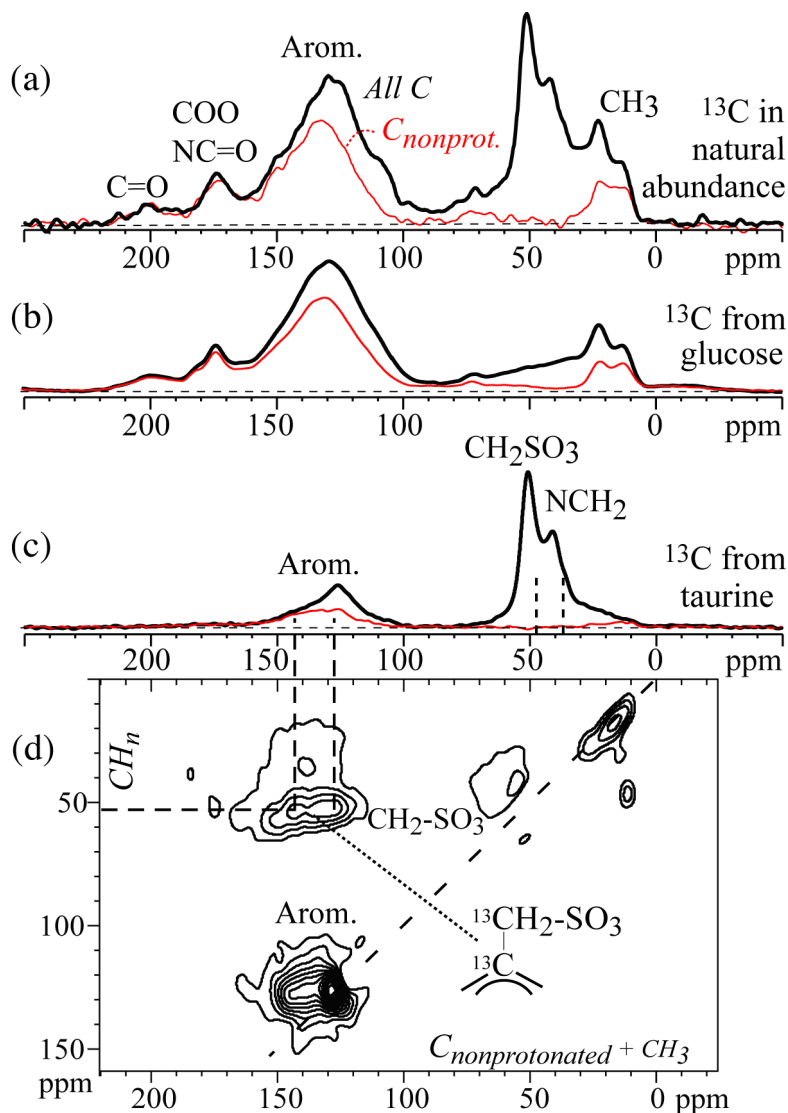 (a)
Arom.
All C
COO
NC=O
C=O
Cnonprot.
CH3
13C in
natural
abundance
200 150 100 50 0 ppm
(b)
13C from
glucose
200 150 100 50 0 ppm
CH2SO3
NCH2
(c)
Arom.
13C from
taurine
200 150 100 50 0 ppm
(d)
CHn
50
CH2-SO3
100
Arom.
13CH2-SO3
13C
150
Cnonprotonated + CH3
ppm
200 150 100 50 0 ppm